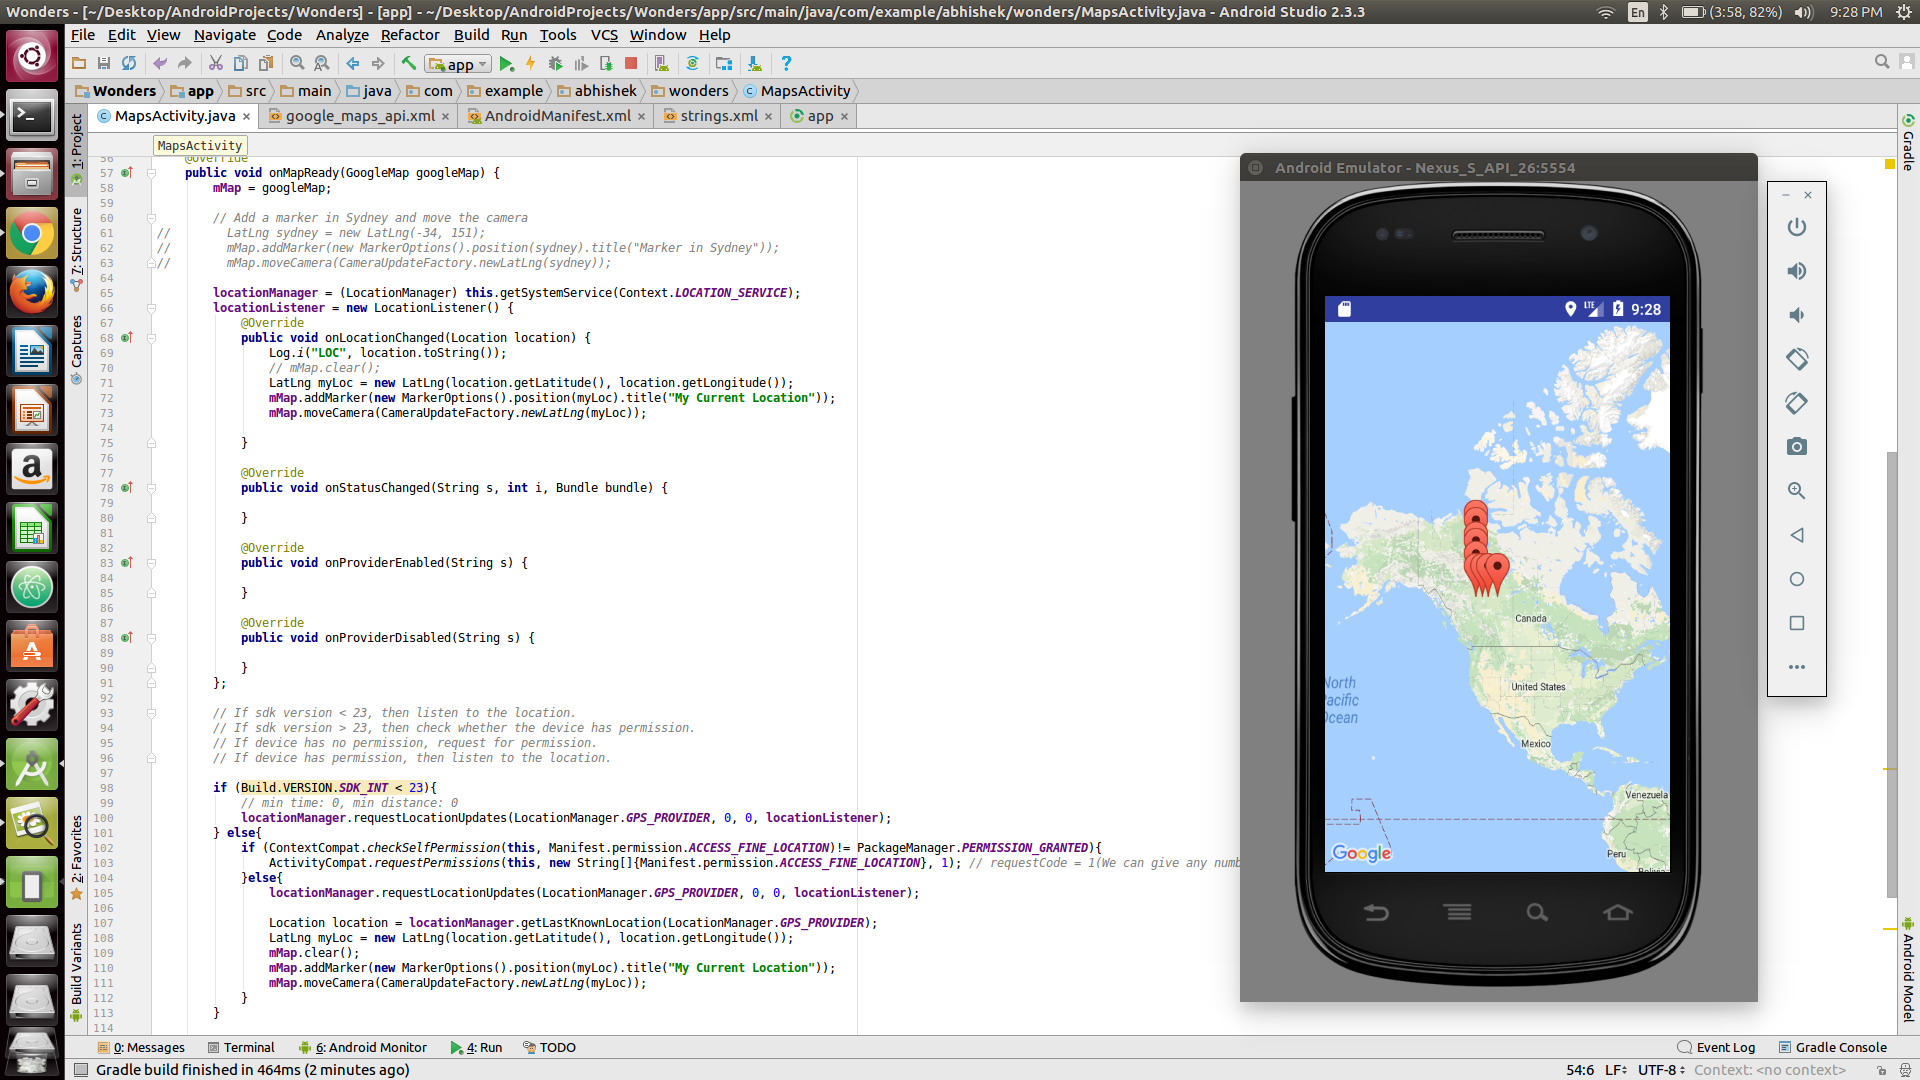 Wonders - [~/Desktop/AndroidProjects/Wonders] - [app] - ~/Desktop/AndroidProjects/Wonders/app/src/main/java/com/example/abhishek/wonders/MapsActivity.java - Android Studio 2.3.3
En (3:58, 82%) 9:28 PM
File Edit View Navigate Code Analyze Refactor Build Run Tools VCS Window Help
app
Wonders app src main java com example abhishek wonders MapsActivity
MapsActivity.java google_maps_api.xml AndroidManifest.xml strings.xml app
MapsActivity
1: Project
7: Structure
Captures
2: Favorites
Build Variants
Gradle
Android Model
56 @Override
57 public void onMapReady(GoogleMap googleMap) {
58 mMap = googleMap;
59
60 // Add a marker in Sydney and move the camera
61 // LatLng sydney = new LatLng(-34, 151);
62 // mMap.addMarker(new MarkerOptions().position(sydney).title("Marker in Sydney"));
63 // mMap.moveCamera(CameraUpdateFactory.newLatLng(sydney));
64
65 locationManager = (LocationManager) this.getSystemService(Context.LOCATION_SERVICE);
66 locationListener = new LocationListener() {
67 @Override
68 public void onLocationChanged(Location location) {
69 Log.i("LOC", location.toString());
70 // mMap.clear();
71 LatLng myLoc = new LatLng(location.getLatitude(), location.getLongitude());
72 mMap.addMarker(new MarkerOptions().position(myLoc).title("My Current Location"));
73 mMap.moveCamera(CameraUpdateFactory.newLatLng(myLoc));
74
75 }
76
77 @Override
78 public void onStatusChanged(String s, int i, Bundle bundle) {
79
80 }
81
82 @Override
83 public void onProviderEnabled(String s) {
84
85 }
86
87 @Override
88 public void onProviderDisabled(String s) {
89
90 }
91 };
92
93 // If sdk version < 23, then listen to the location.
94 // If sdk version > 23, then check whether the device has permission.
95 // If device has no permission, request for permission.
96 // If device has permission, then listen to the location.
97
98 if (Build.VERSION.SDK_INT < 23){
99 // min time: 0, min distance: 0
100 locationManager.requestLocationUpdates(LocationManager.GPS_PROVIDER, 0, 0, locationListener);
101 } else{
102 if (ContextCompat.checkSelfPermission(this, Manifest.permission.ACCESS_FINE_LOCATION)!= PackageManager.PERMISSION_GRANTED){
103 ActivityCompat.requestPermissions(this, new String[]{Manifest.permission.ACCESS_FINE_LOCATION}, 1); // requestCode = 1(We can give any numb
104 }else{
105 locationManager.requestLocationUpdates(LocationManager.GPS_PROVIDER, 0, 0, locationListener);
106
107 Location location = locationManager.getLastKnownLocation(LocationManager.GPS_PROVIDER);
108 LatLng myLoc = new LatLng(location.getLatitude(), location.getLongitude());
109 mMap.clear();
110 mMap.addMarker(new MarkerOptions().position(myLoc).title("My Current Location"));
111 mMap.moveCamera(CameraUpdateFactory.newLatLng(myLoc));
112 }
113 }
114
Android Emulator - Nexus_S_API_26:5554
LTE 9:28
Canada
United States
North
Pacific
Ocean
Mexico
Venezuela
Google
Peru
Bolivia
0: Messages Terminal 6: Android Monitor 4: Run TODO Event Log Gradle Console
Gradle build finished in 464ms (2 minutes ago) 54:6 LF UTF-8 Context: <no context>